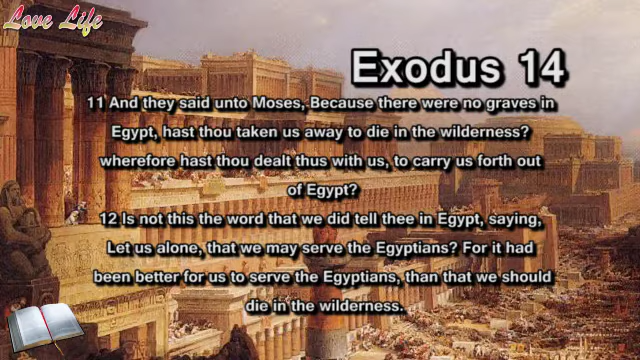 Love Life
Exodus 14
11 And they said unto Moses, Because there were no graves in
Egypt, hast thou taken us away to die in the wilderness?
wherefore hast thou dealt thus with us, to carry us forth out
of Egypt?
12 Is not this the word that we did tell thee in Egypt, saying,
Let us alone, that we may serve the Egyptians? For it had
been better for us to serve the Egyptians, than that we should
die in the wilderness.